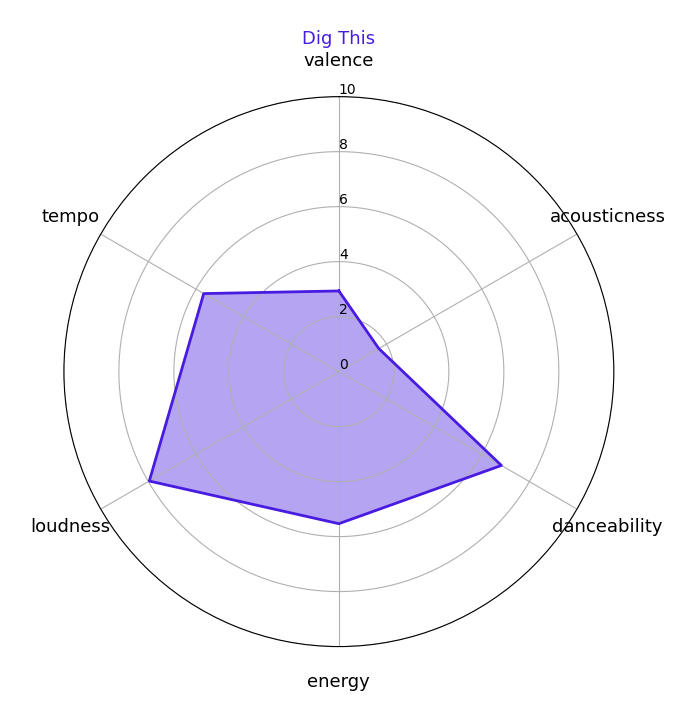 Dig This
valence
10
8
6
4
2
0
tempo
acousticness
loudness
danceability
energy